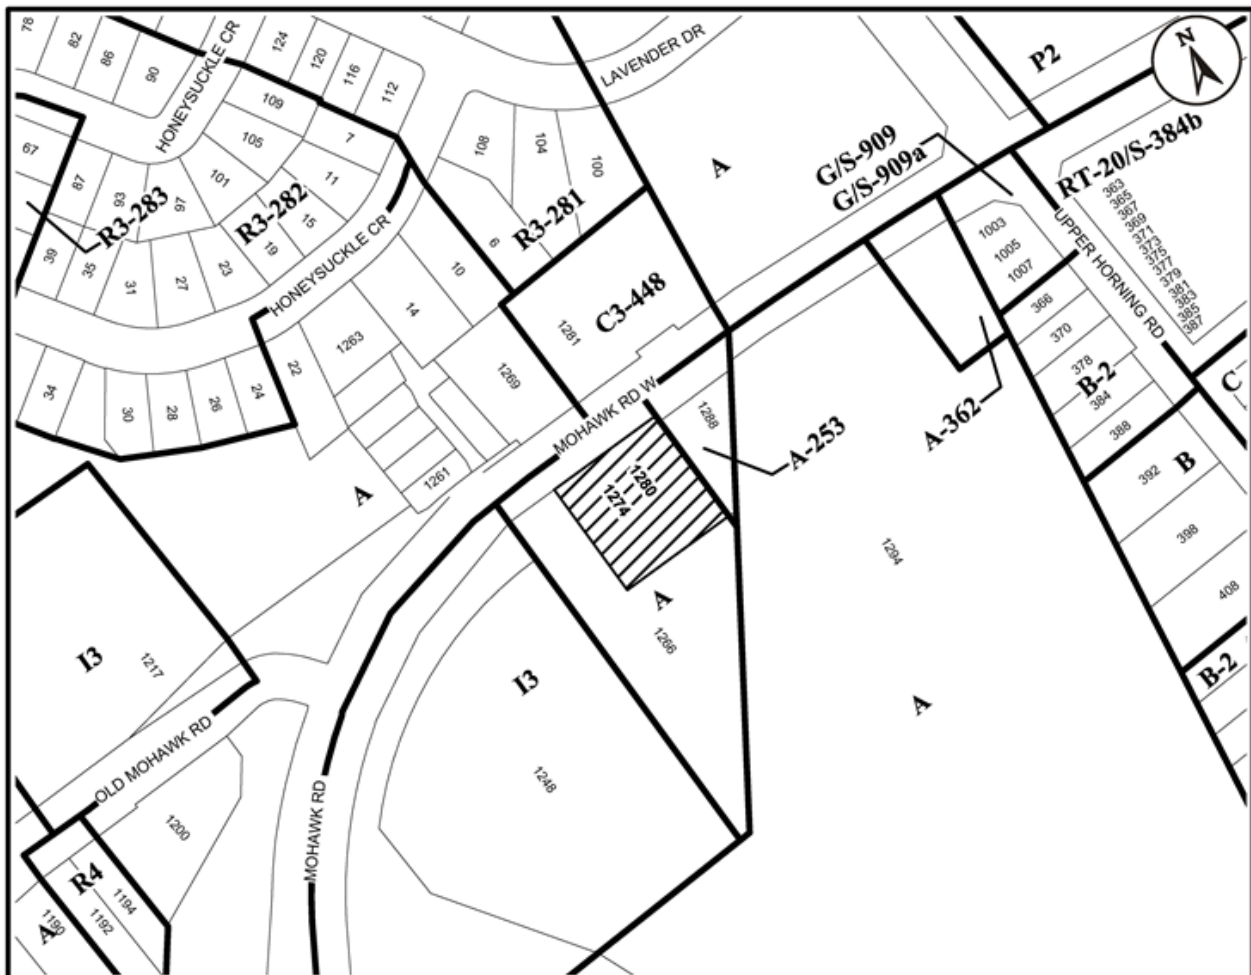 78
82
86
90
HONEYSUCKLE CR
124
120
116
112
109
105
101
7
11
15
19
23
27
31
35
39
67
87
93
97
R3-283
R3-282
HONEYSUCKLE CR
34
30
28
26
24
22
1263
14
10
6
108
104
100
LAVENDER DR
R3-281
C3-448
1281
1269
1261
A
MOHAWK RD W
A
G/S-909
G/S-909a
P2
N
RT-20/S-384b
363
365
367
369
371
373
375
377
379
381
383
385
387
UPPER HORNING RD
1003
1005
1007
366
370
378
B-2
384
388
C
392
B
398
408
B-2
A-362
A-253
1288
1280
1274
A
1266
1294
A
I3
1217
I3
1248
OLD MOHAWK RD
MOHAWK RD
1200
R4
1194
1192
1190
A